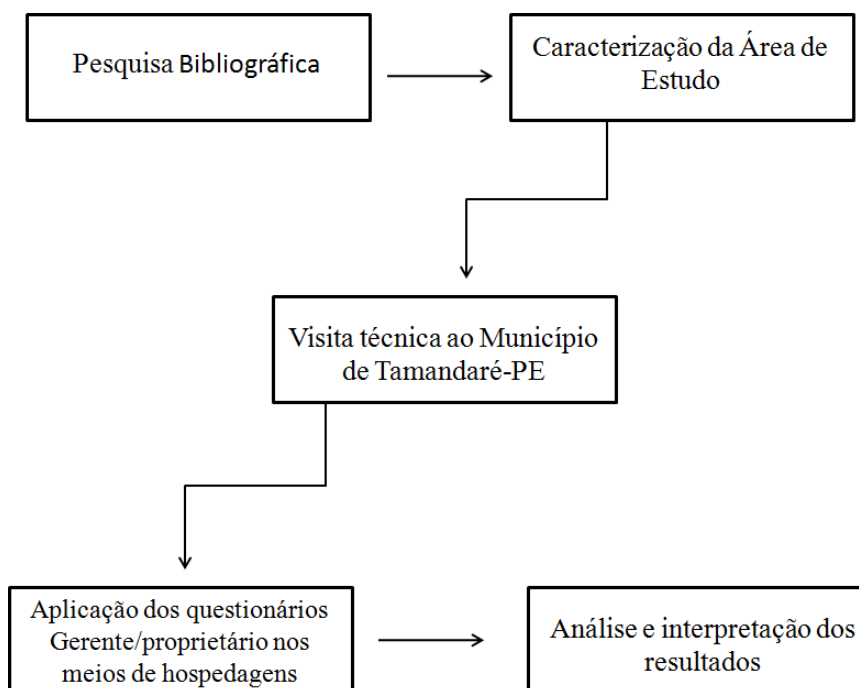 Pesquisa Bibliográfica
Caracterização da Área de
Estudo
Visita técnica ao Município
de Tamandaré-PE
Aplicação dos questionários
Gerente/proprietário nos
meios de hospedagens
Análise e interpretação dos
resultados